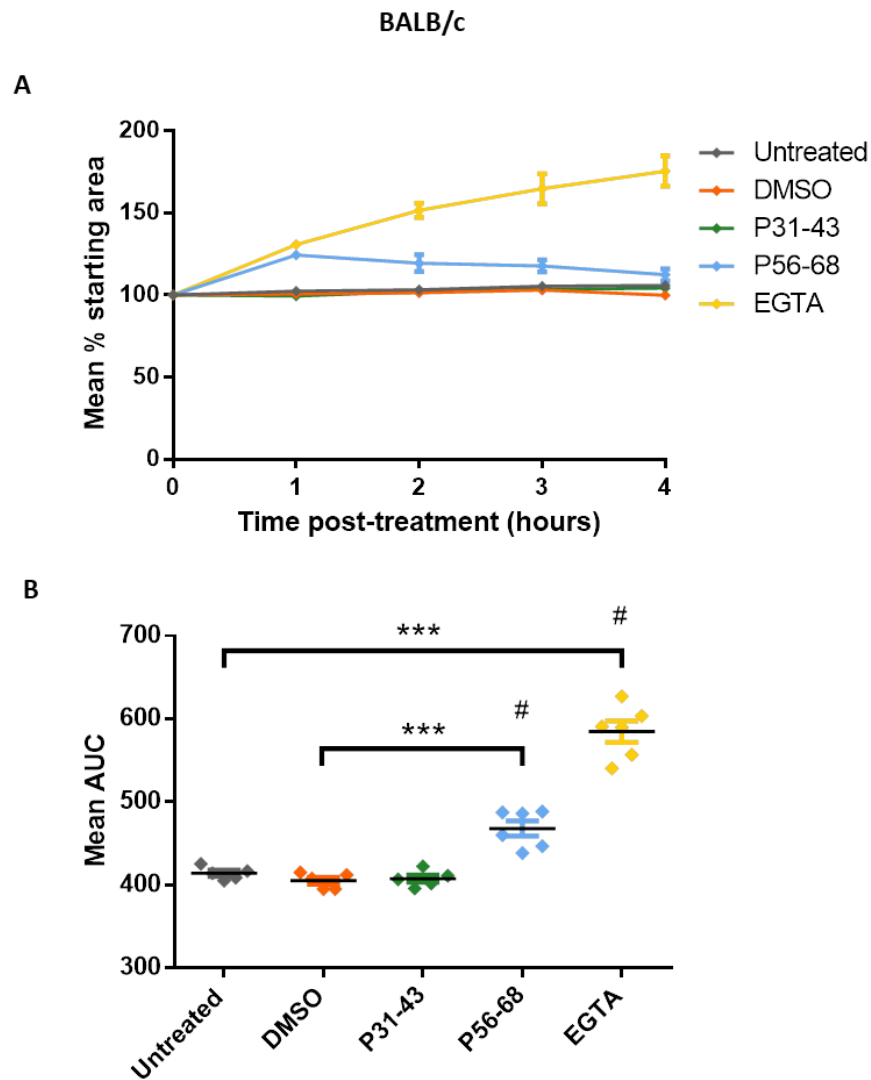 BALB/c
A
Mean % starting area
200
150
100
50
0
0 1 2 3 4
Time post-treatment (hours)
Untreated
DMSO
P31-43
P56-68
EGTA
B
Mean AUC
700
600
500
400
300
***
#
***
#
Untreated
DMSO
P31-43
P56-68
EGTA